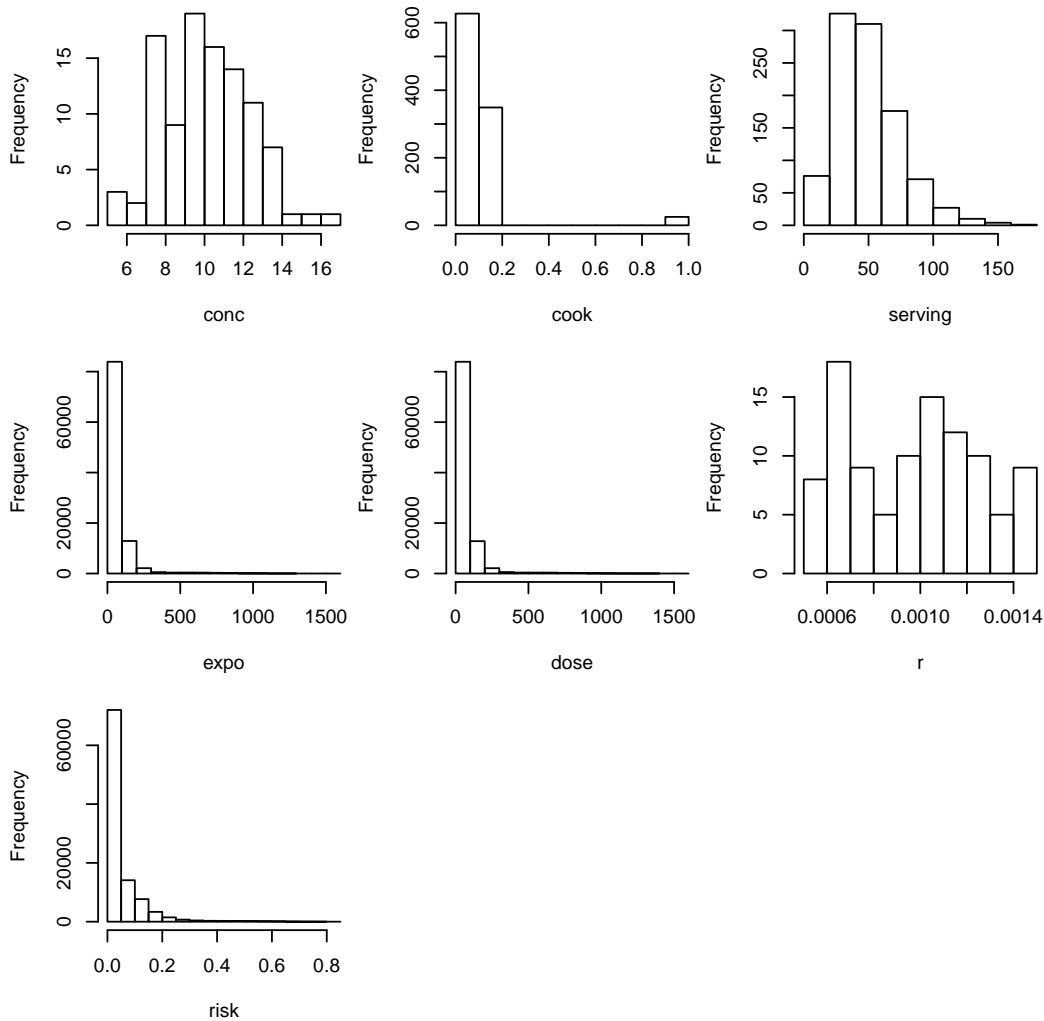 Frequency
0 5 10 15
6 8 10 12 14 16
conc
Frequency
0 200 400 600
0.0 0.2 0.4 0.6 0.8 1.0
cook
Frequency
0 50 150 250
0 50 100 150
serving
Frequency
0 20000 60000
0 500 1000 1500
expo
Frequency
0 20000 60000
0 500 1000 1500
dose
Frequency
0 5 10 15
0.0006 0.0010 0.0014
r
Frequency
0 20000 60000
0.0 0.2 0.4 0.6 0.8
risk